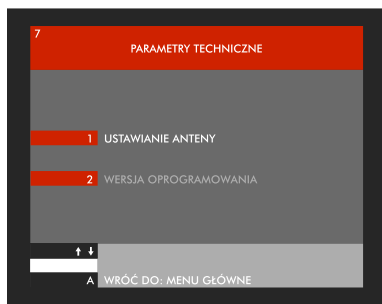 7
PARAMETRY TECHNICZNE
1 USTAWIANIE ANTENY
2 WERSJA OPROGRAMOWANIA
A WRÓĆ DO: MENU GŁÓWNE